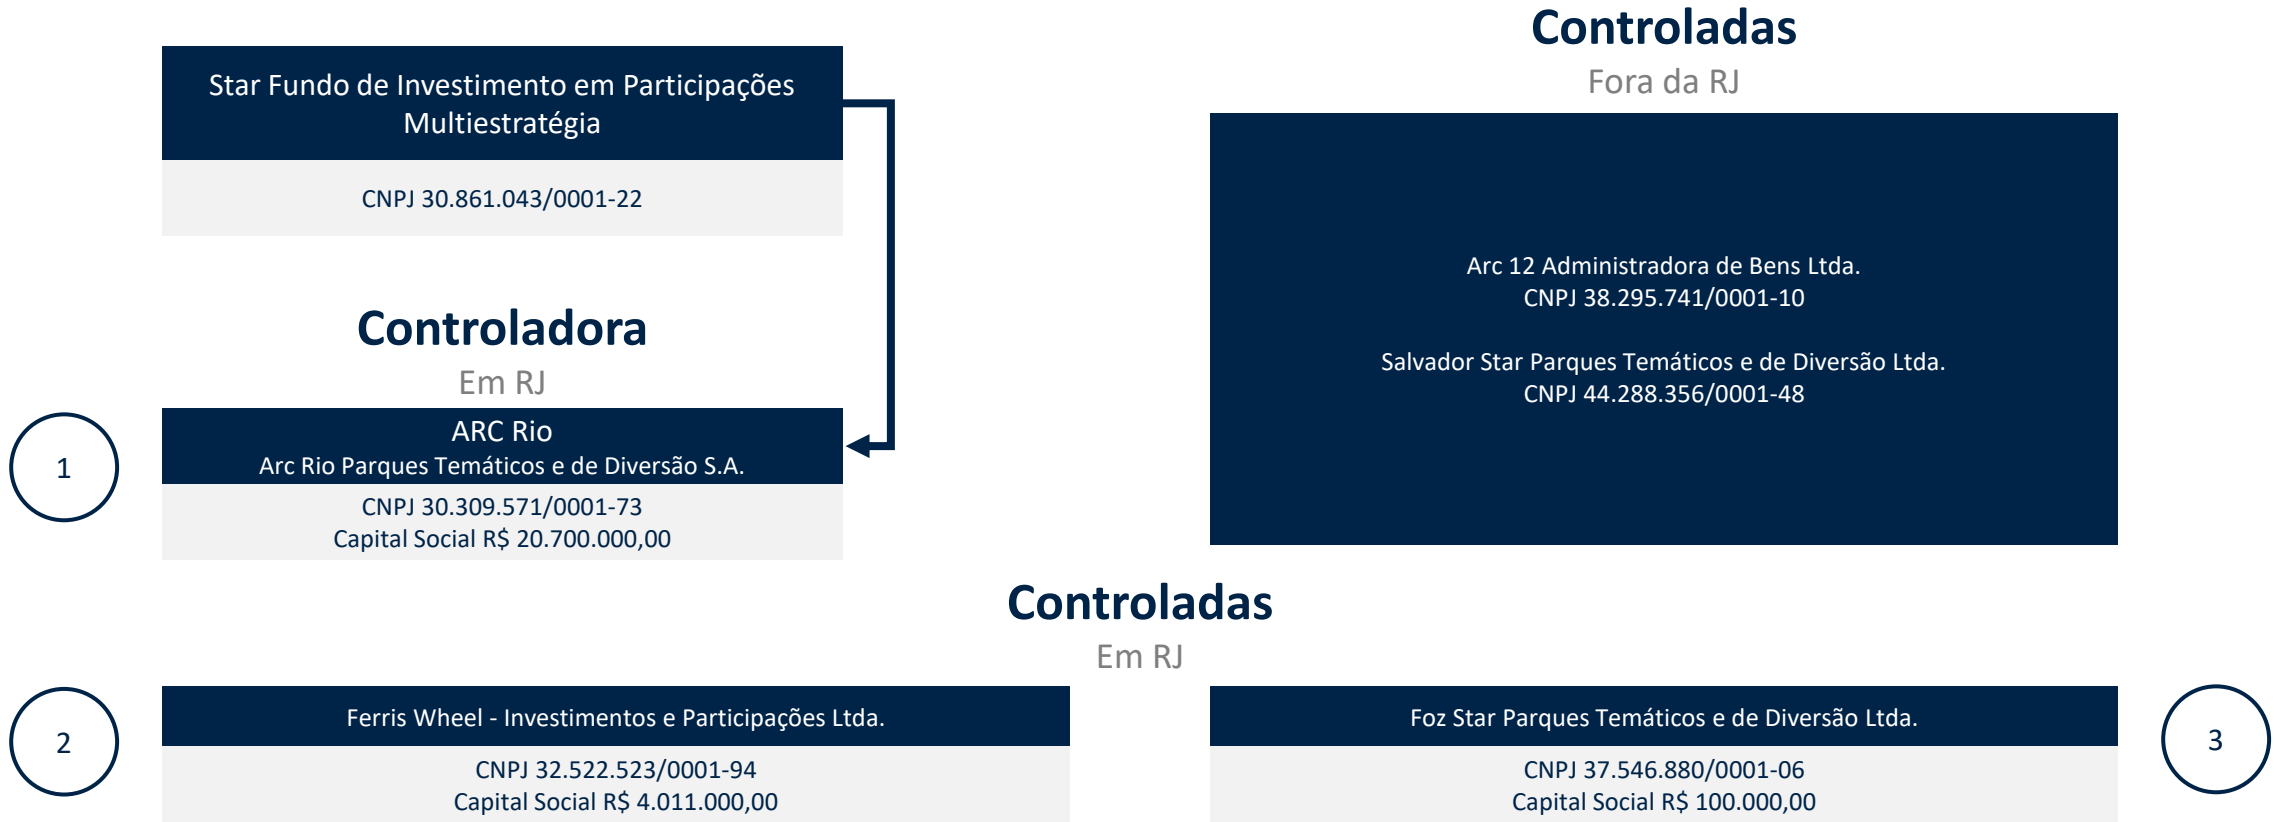 Star Fundo de Investimento em Participações
Multiestratégia
CNPJ 30.861.043/0001-22
Controladora
Em RJ
1
ARC Rio
Arc Rio Parques Temáticos e de Diversão S.A.
CNPJ 30.309.571/0001-73
Capital Social R$ 20.700.000,00
Controladas
Fora da RJ
Arc 12 Administradora de Bens Ltda.
CNPJ 38.295.741/0001-10
Salvador Star Parques Temáticos e de Diversão Ltda.
CNPJ 44.288.356/0001-48
Controladas
Em RJ
2
Ferris Wheel - Investimentos e Participações Ltda.
CNPJ 32.522.523/0001-94
Capital Social R$ 4.011.000,00
Foz Star Parques Temáticos e de Diversão Ltda.
CNPJ 37.546.880/0001-06
Capital Social R$ 100.000,00
3